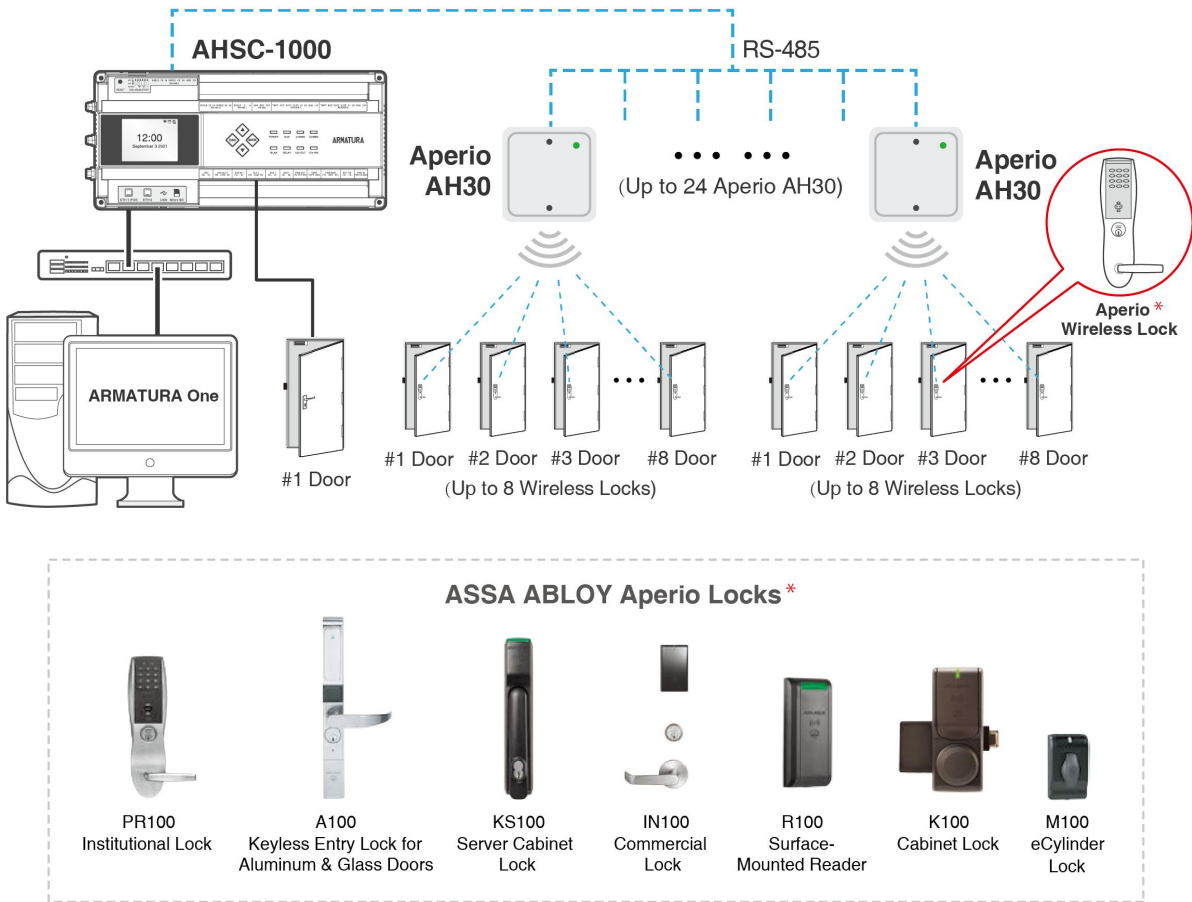 AHSC-1000
RS-485
12:00
September 3 2021
ARMATURA
Aperio
AH30
(Up to 24 Aperio AH30)
Aperio
AH30
Aperio *
Wireless Lock
ARMATURA One
#1 Door
#1 Door #2 Door #3 Door #8 Door
(Up to 8 Wireless Locks)
#1 Door #2 Door #3 Door #8 Door
(Up to 8 Wireless Locks)
ASSA ABLOY Aperio Locks *
PR100
Institutional Lock
A100
Keyless Entry Lock for
Aluminum & Glass Doors
KS100
Server Cabinet
Lock
IN100
Commercial
Lock
R100
Surface-
Mounted Reader
K100
Cabinet Lock
M100
eCylinder
Lock